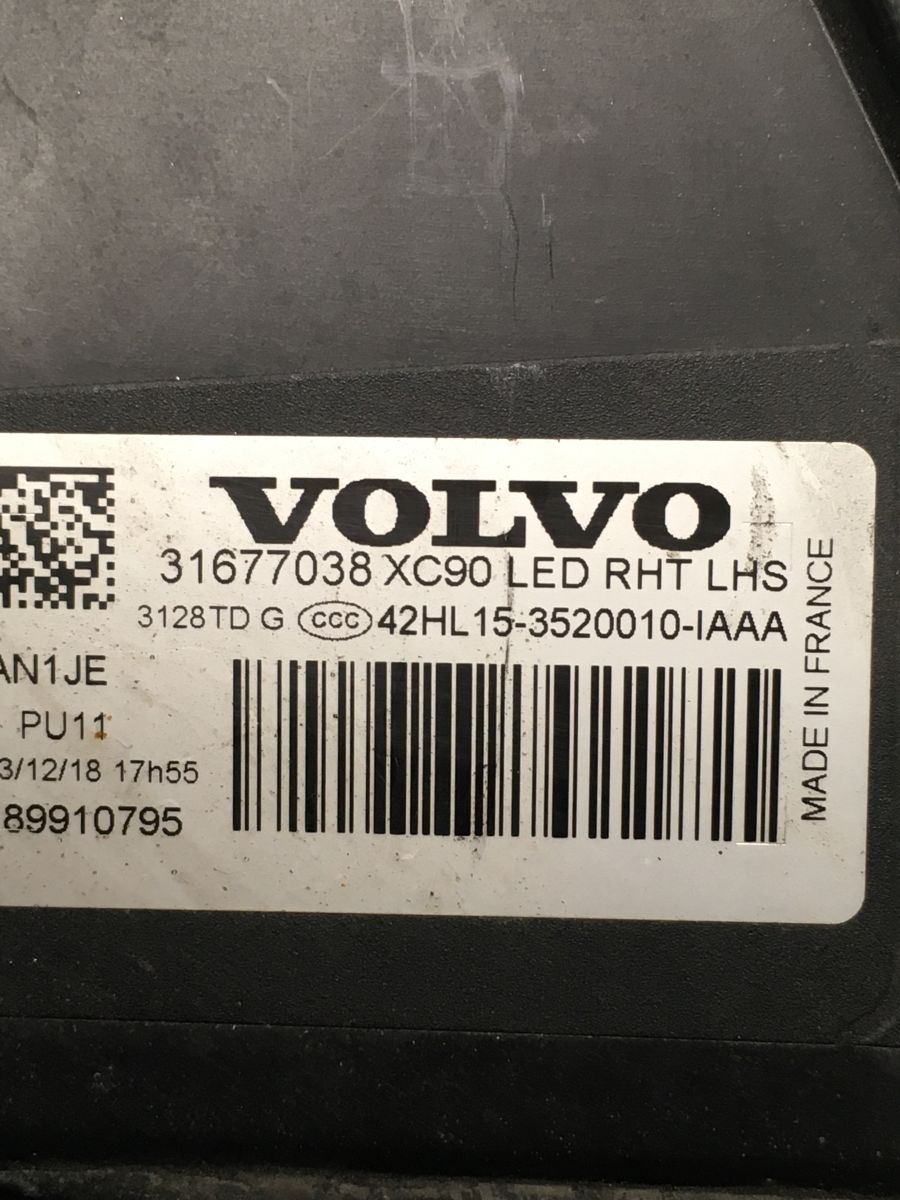 VOLVO
31677038 XC90 LED RHT LHS
3128TD G CCC 42HL15-3520010-IAAA
AN1JE
PU11
3/12/18 17h55
89910795
MADE IN FRANCE